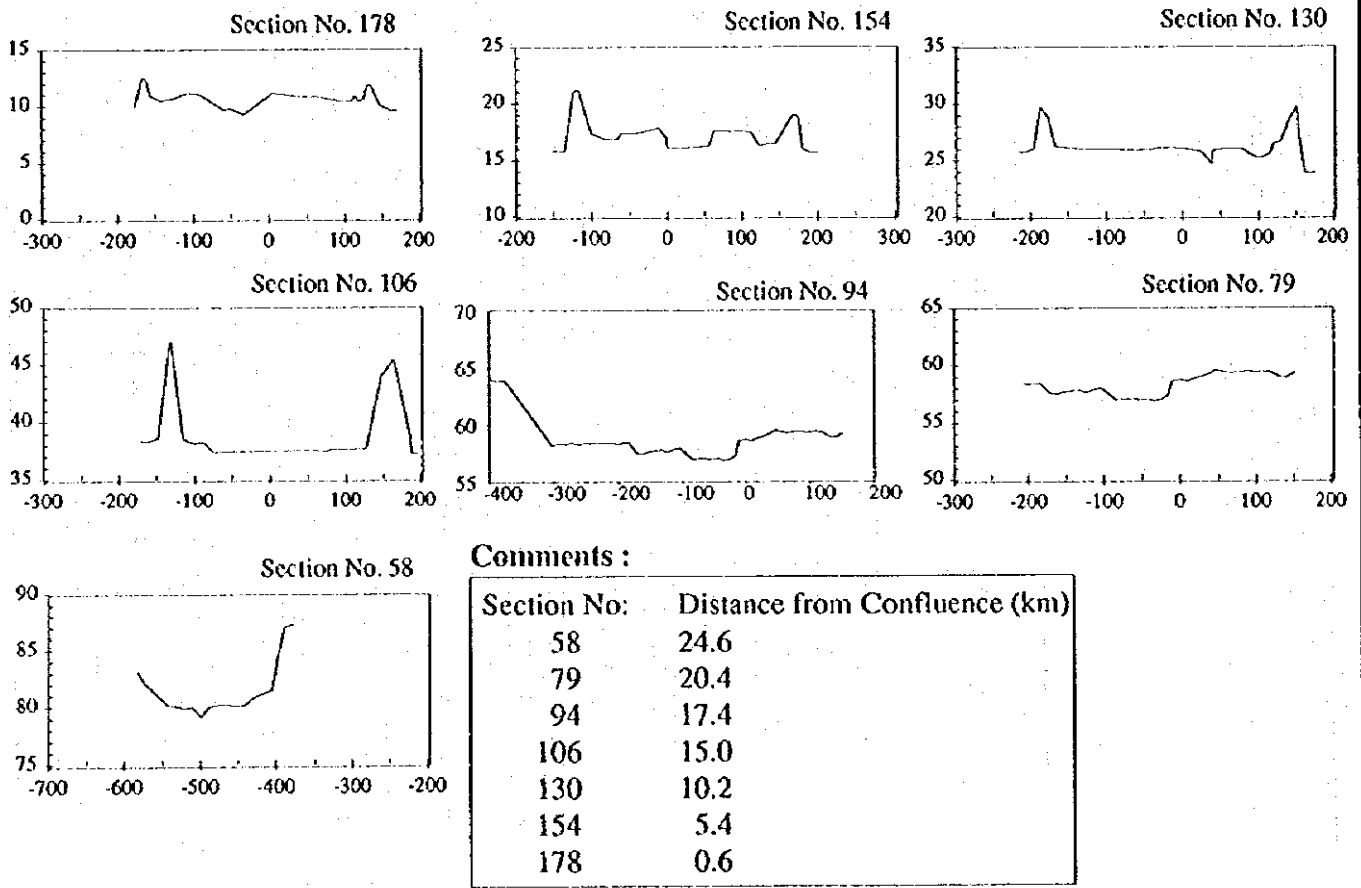 Section No. 178
15
10
5
0
-300 -200 -100 0 100 200
Section No. 154
25
20
15
10
-200 -100 0 100 200 300
Section No. 130
35
30
25
20
-300 -200 -100 0 100 200
Section No. 106
50
45
40
35
-300 -200 -100 0 100 200
Section No. 94
70
65
60
55
-400 -300 -200 -100 0 100 200
Section No. 79
65
60
55
50
-300 -200 -100 0 100 200
Section No. 58
90
85
80
75
-700 -600 -500 -400 -300 -200
Comments :
Section No: Distance from Confluence (km)
58 24.6
79 20.4
94 17.4
106 15.0
130 10.2
154 5.4
178 0.6